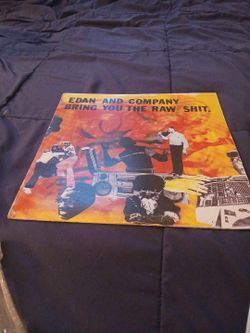 EDAN AND COMPANY
BRING YOU THE RAW SHIT.